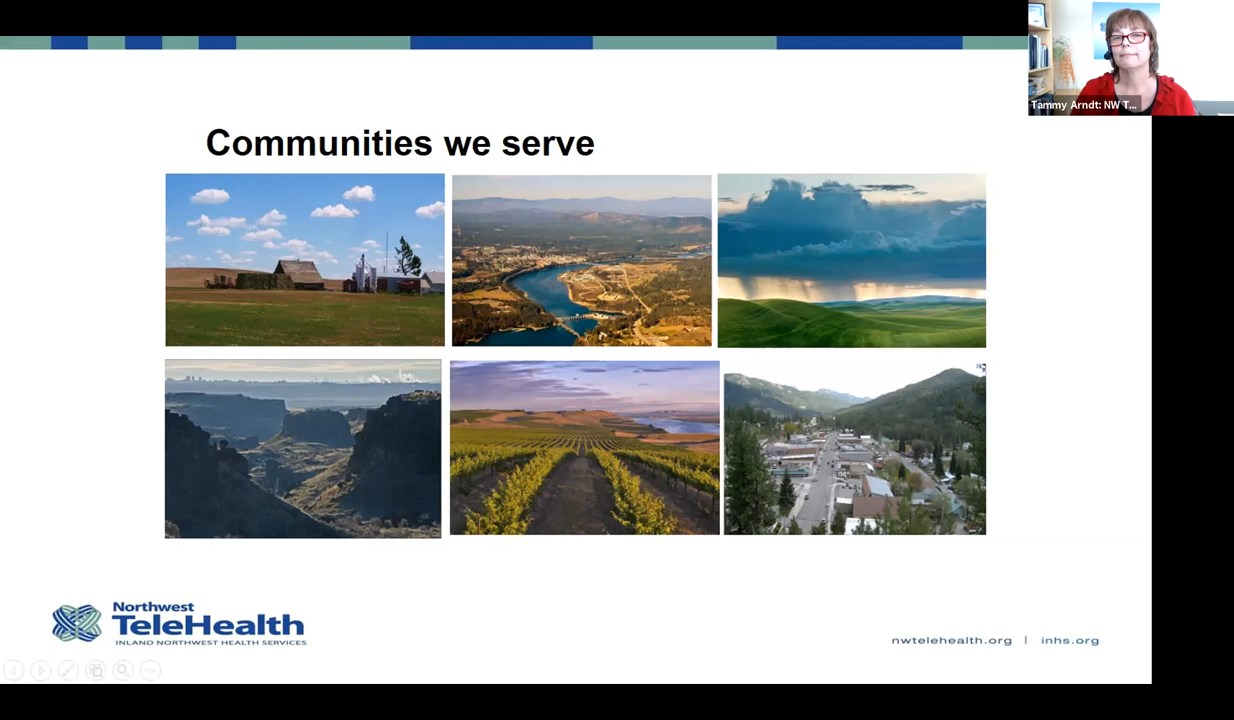 Tammy Arndt: NW T...
Communities we serve
Northwest
TeleHealth
INLAND NORTHWEST HEALTH SERVICES
nwtelehealth.org | inhs.org